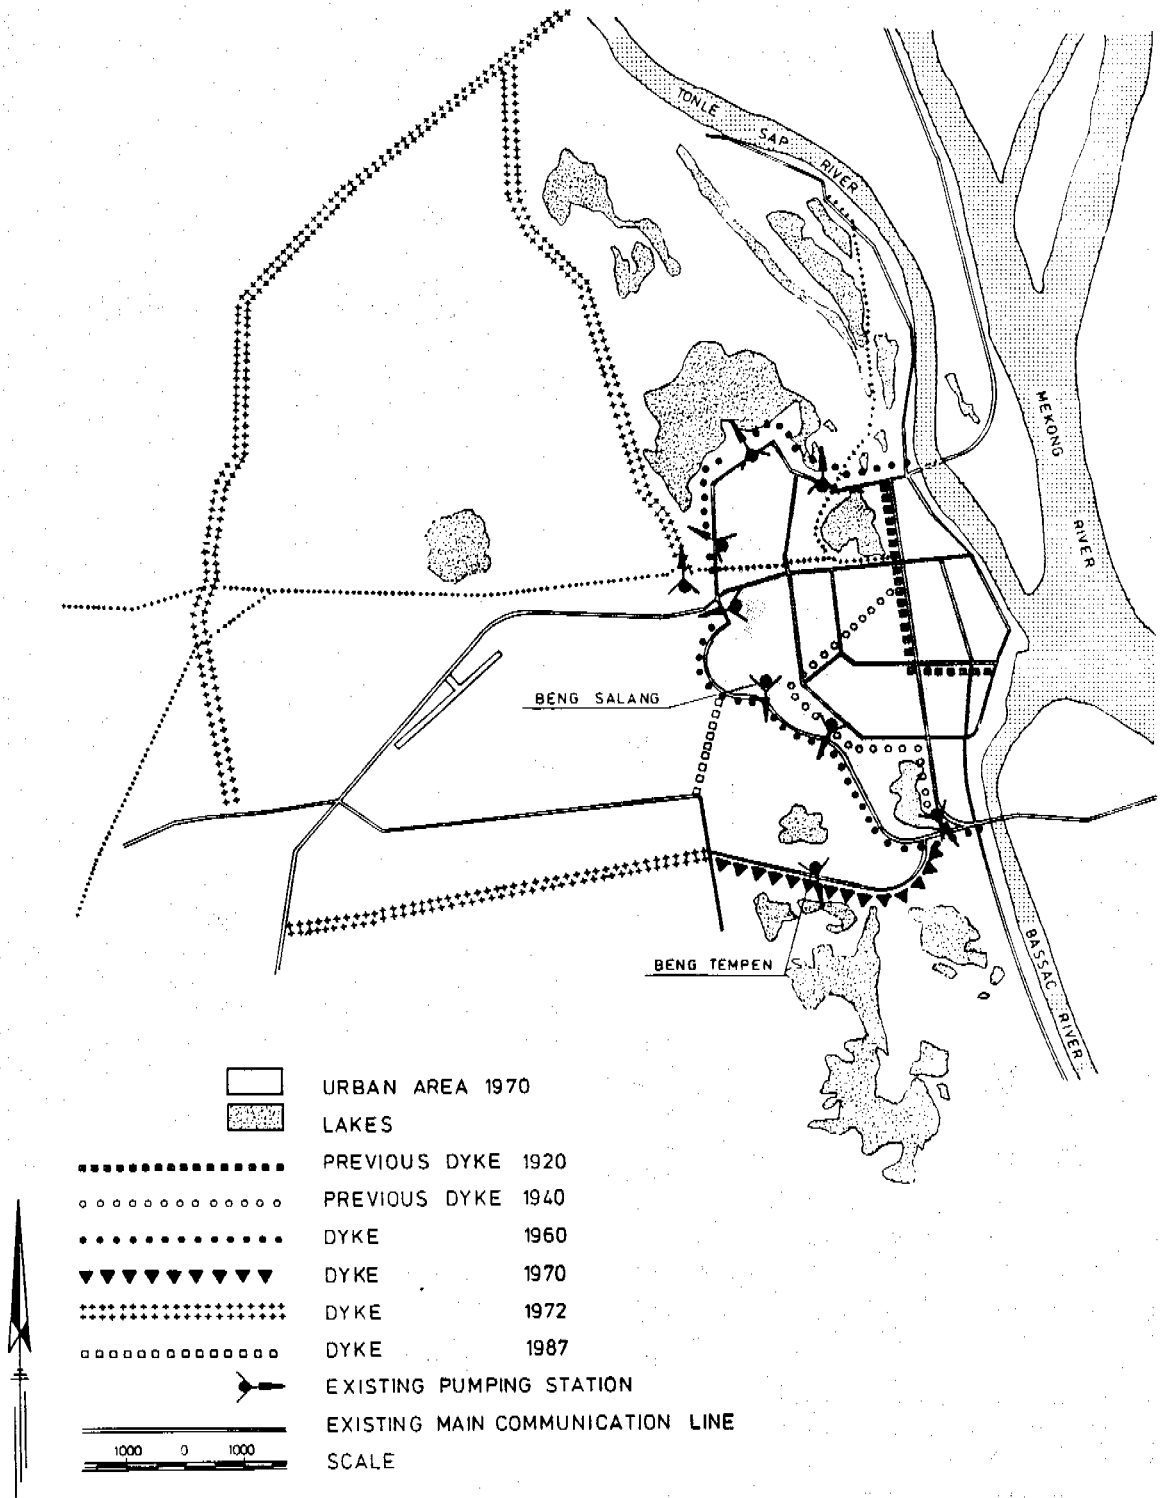 TONLE SAP RIVER
MEKONG RIVER
BENG SALANG
BENG TEMPEN
BASSAC RIVER
URBAN AREA 1970
LAKES
PREVIOUS DYKE 1920
PREVIOUS DYKE 1940
DYKE 1960
DYKE 1970
DYKE 1972
DYKE 1987
EXISTING PUMPING STATION
EXISTING MAIN COMMUNICATION LINE
1000 0 1000
SCALE